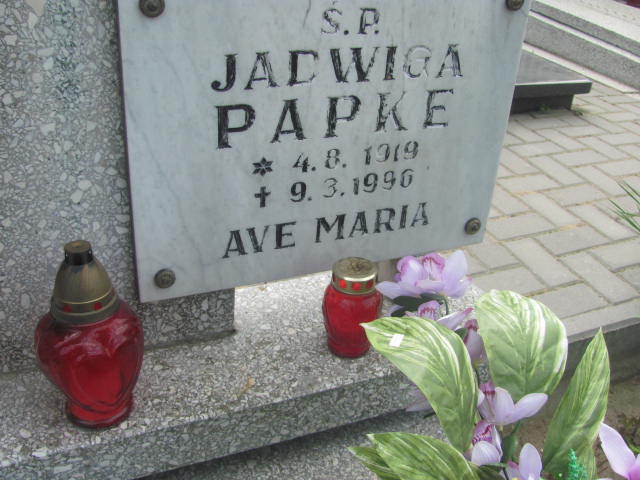 Ś.P.
JADWIGA
PAPKE
* 4.8.1919
✝ 9.3.1996
AVE MARIA